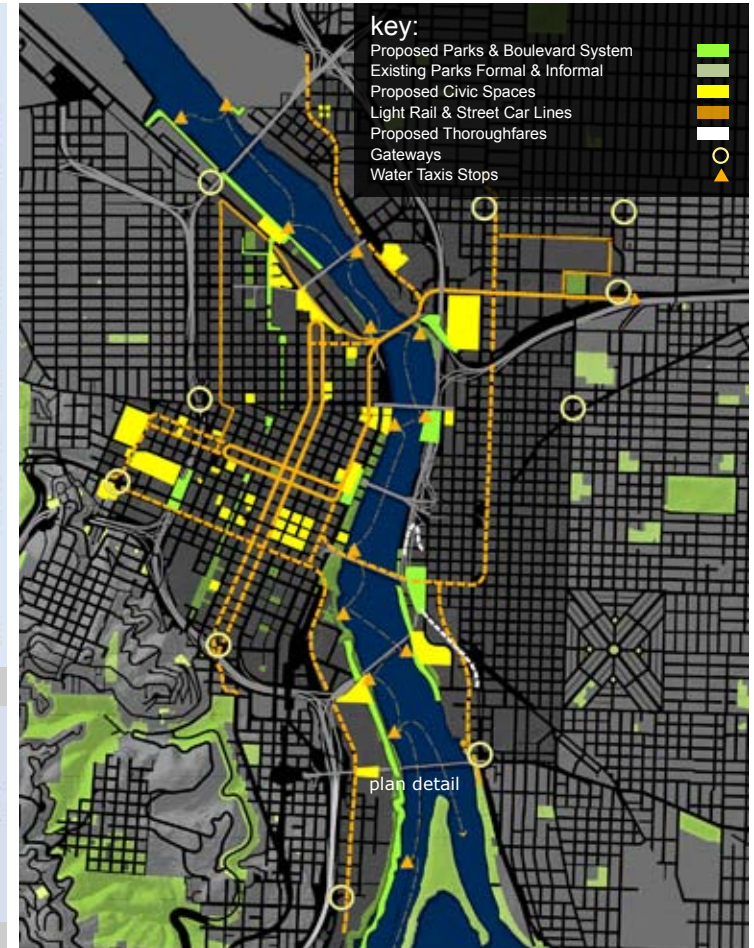 key:
Proposed Parks & Boulevard System
Existing Parks Formal & Informal
Proposed Civic Spaces
Light Rail & Street Car Lines
Proposed Thoroughfares
Gateways
Water Taxis Stops
plan detail